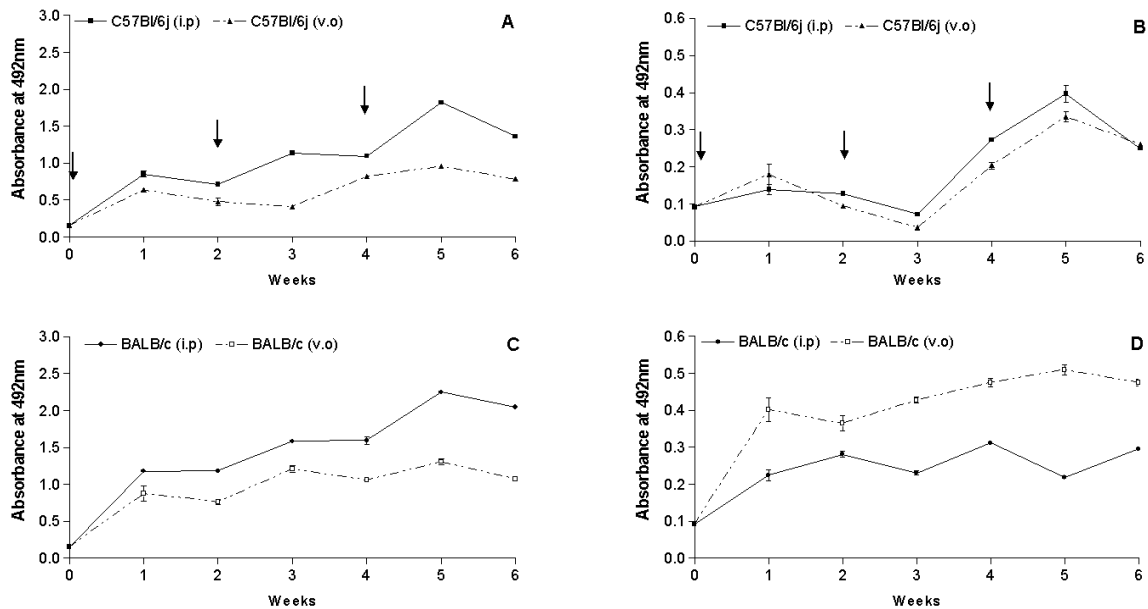 C57Bl/6j (i.p) C57Bl/6j (v.o)
A
Absorbance at 492nm
3.0
2.5
2.0
1.5
1.0
0.5
0.0
0 1 2 3 4 5 6
Weeks
C57Bl/6j (i.p) C57Bl/6j (v.o)
B
Absorbance at 492nm
0.6
0.5
0.4
0.3
0.2
0.1
0.0
0 1 2 3 4 5 6
Weeks
BALB/c (i.p) BALB/c (v.o)
C
Absorbance at 492nm
3.0
2.5
2.0
1.5
1.0
0.5
0.0
0 1 2 3 4 5 6
Weeks
BALB/c (i.p) BALB/c (v.o)
D
Absorbance at 492nm
0.6
0.5
0.4
0.3
0.2
0.1
0.0
0 1 2 3 4 5 6
Weeks